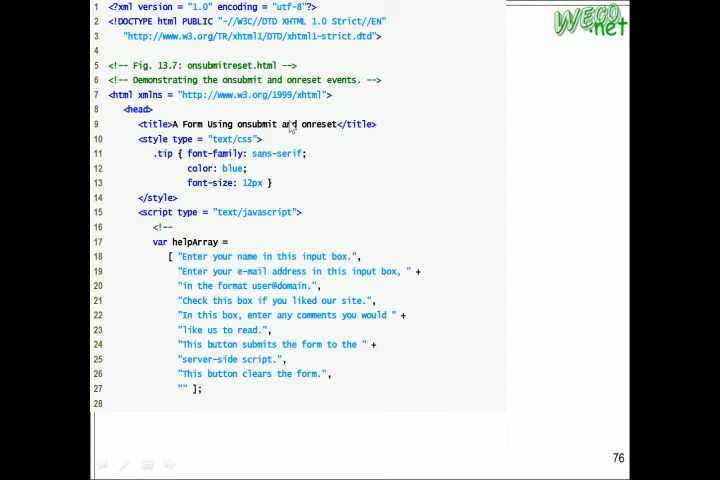 1 <?xml version = "1.0" encoding = "utf-8"?>
2 <!DOCTYPE html PUBLIC "-//W3C//DTD XHTML 1.0 Strict//EN"
3 "http://www.w3.org/TR/xhtml1/DTD/xhtml1-strict.dtd">
4
5 <!-- Fig. 13.7: onsubmitreset.html -->
6 <!-- Demonstrating the onsubmit and onreset events. -->
7 <html xmlns = "http://www.w3.org/1999/xhtml">
8 <head>
9 <title>A Form Using onsubmit and onreset</title>
10 <style type = "text/css">
11 .tip { font-family: sans-serif;
12 color: blue;
13 font-size: 12px }
14 </style>
15 <script type = "text/javascript">
16 <!--
17 var helpArray =
18 [ "Enter your name in this input box.",
19 "Enter your e-mail address in this input box, " +
20 "in the format user@domain.",
21 "Check this box if you liked our site.",
22 "In this box, enter any comments you would " +
23 "like us to read.",
24 "This button submits the form to the " +
25 "server-side script.",
26 "This button clears the form.",
27 "" ];
28
WECO
.net
76